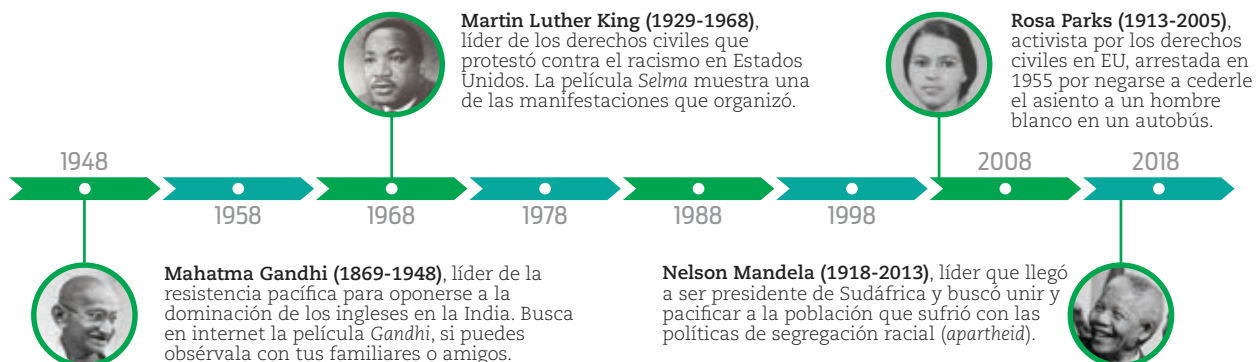 Martin Luther King (1929-1968),
líder de los derechos civiles que
protestó contra el racismo en Estados
Unidos. La película Selma muestra una
de las manifestaciones que organizó.
Rosa Parks (1913-2005),
activista por los derechos
civiles en EU, arrestada en
1955 por negarse a cederle
el asiento a un hombre
blanco en un autobús.
1948
1958
1968
1978
1988
1998
2008
2018
Mahatma Gandhi (1869-1948), líder de la
resistencia pacífica para oponerse a la
dominación de los ingleses en la India. Busca
en internet la película Gandhi, si puedes
obsérvala con tus familiares o amigos.
Nelson Mandela (1918-2013), líder que llegó
a ser presidente de Sudáfrica y buscó unir y
pacificar a la población que sufrió con las
políticas de segregación racial (apartheid).